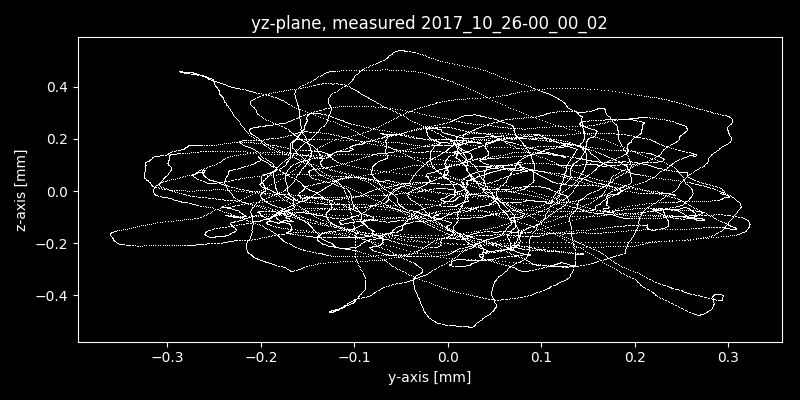 yz-plane, measured 2017_10_26-00_00_02
z-axis [mm]
0.4
0.2
0.0
−0.2
−0.4
−0.3 −0.2 −0.1 0.0 0.1 0.2 0.3
y-axis [mm]